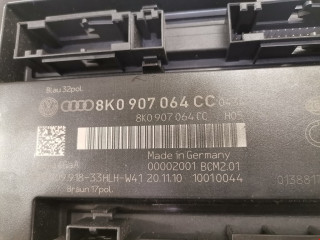 Blau 32pol.
8K0 907 064 CC
8K0 907 064 CC H05
Made in Germany
00002001 BCM2.01
918-33HLH-W41 20.11.10 10010044
Braun 17pol.